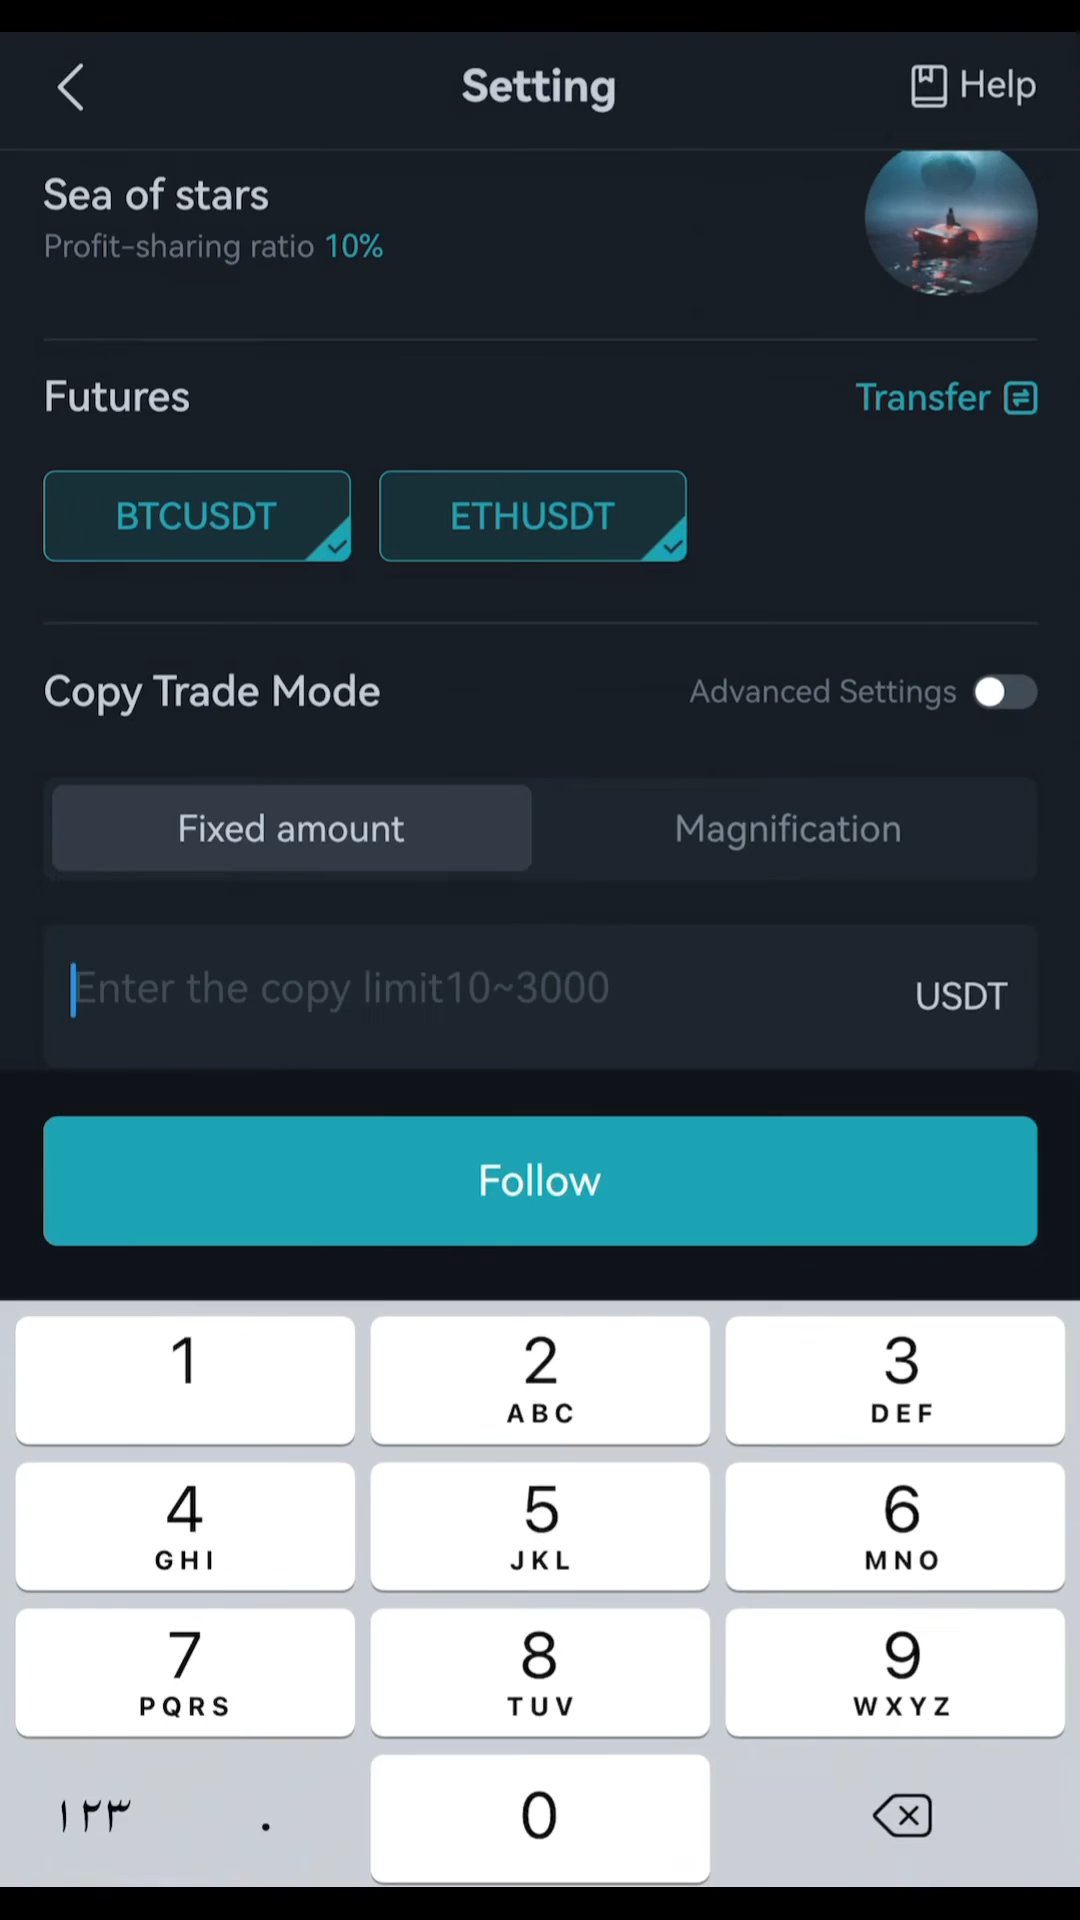 Setting
Help
Sea of stars
Profit-sharing ratio 10%
Futures
Transfer
BTCUSDT
ETHUSDT
Copy Trade Mode
Advanced Settings
Fixed amount
Magnification
Enter the copy limit10~3000
USDT
Follow
1
2
ABC
3
DEF
4
GHI
5
JKL
6
MNO
7
PQRS
8
TUV
9
WXYZ
۱۲۳
.
0